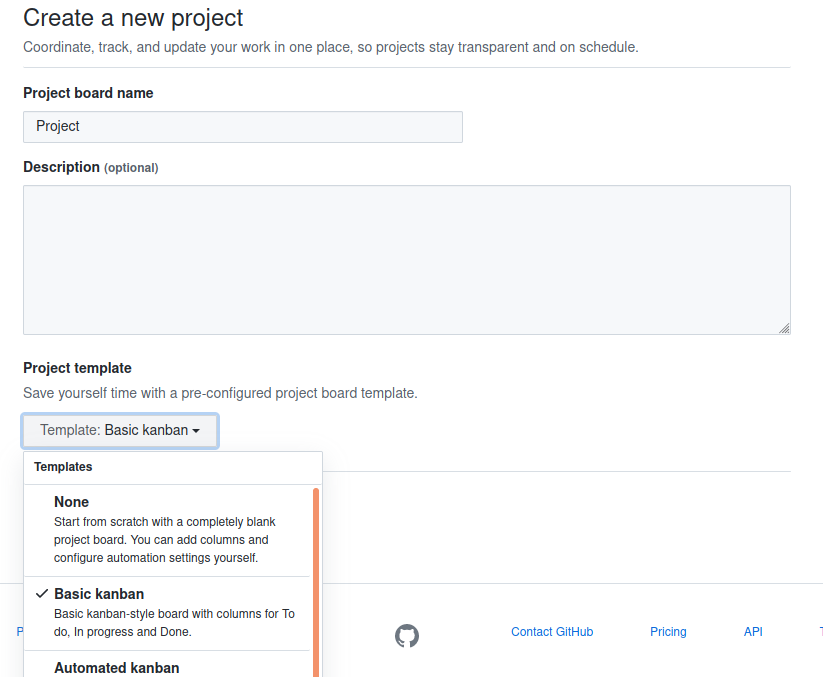 Create a new project
Coordinate, track, and update your work in one place, so projects stay transparent and on schedule.
Project board name
Project
Description (optional)
Project template
Save yourself time with a pre-configured project board template.
Template: Basic kanban
Templates
None
Start from scratch with a completely blank
project board. You can add columns and
configure automation settings yourself.
Basic kanban
Basic kanban-style board with columns for To
do, In progress and Done.
Automated kanban
Contact GitHub Pricing API